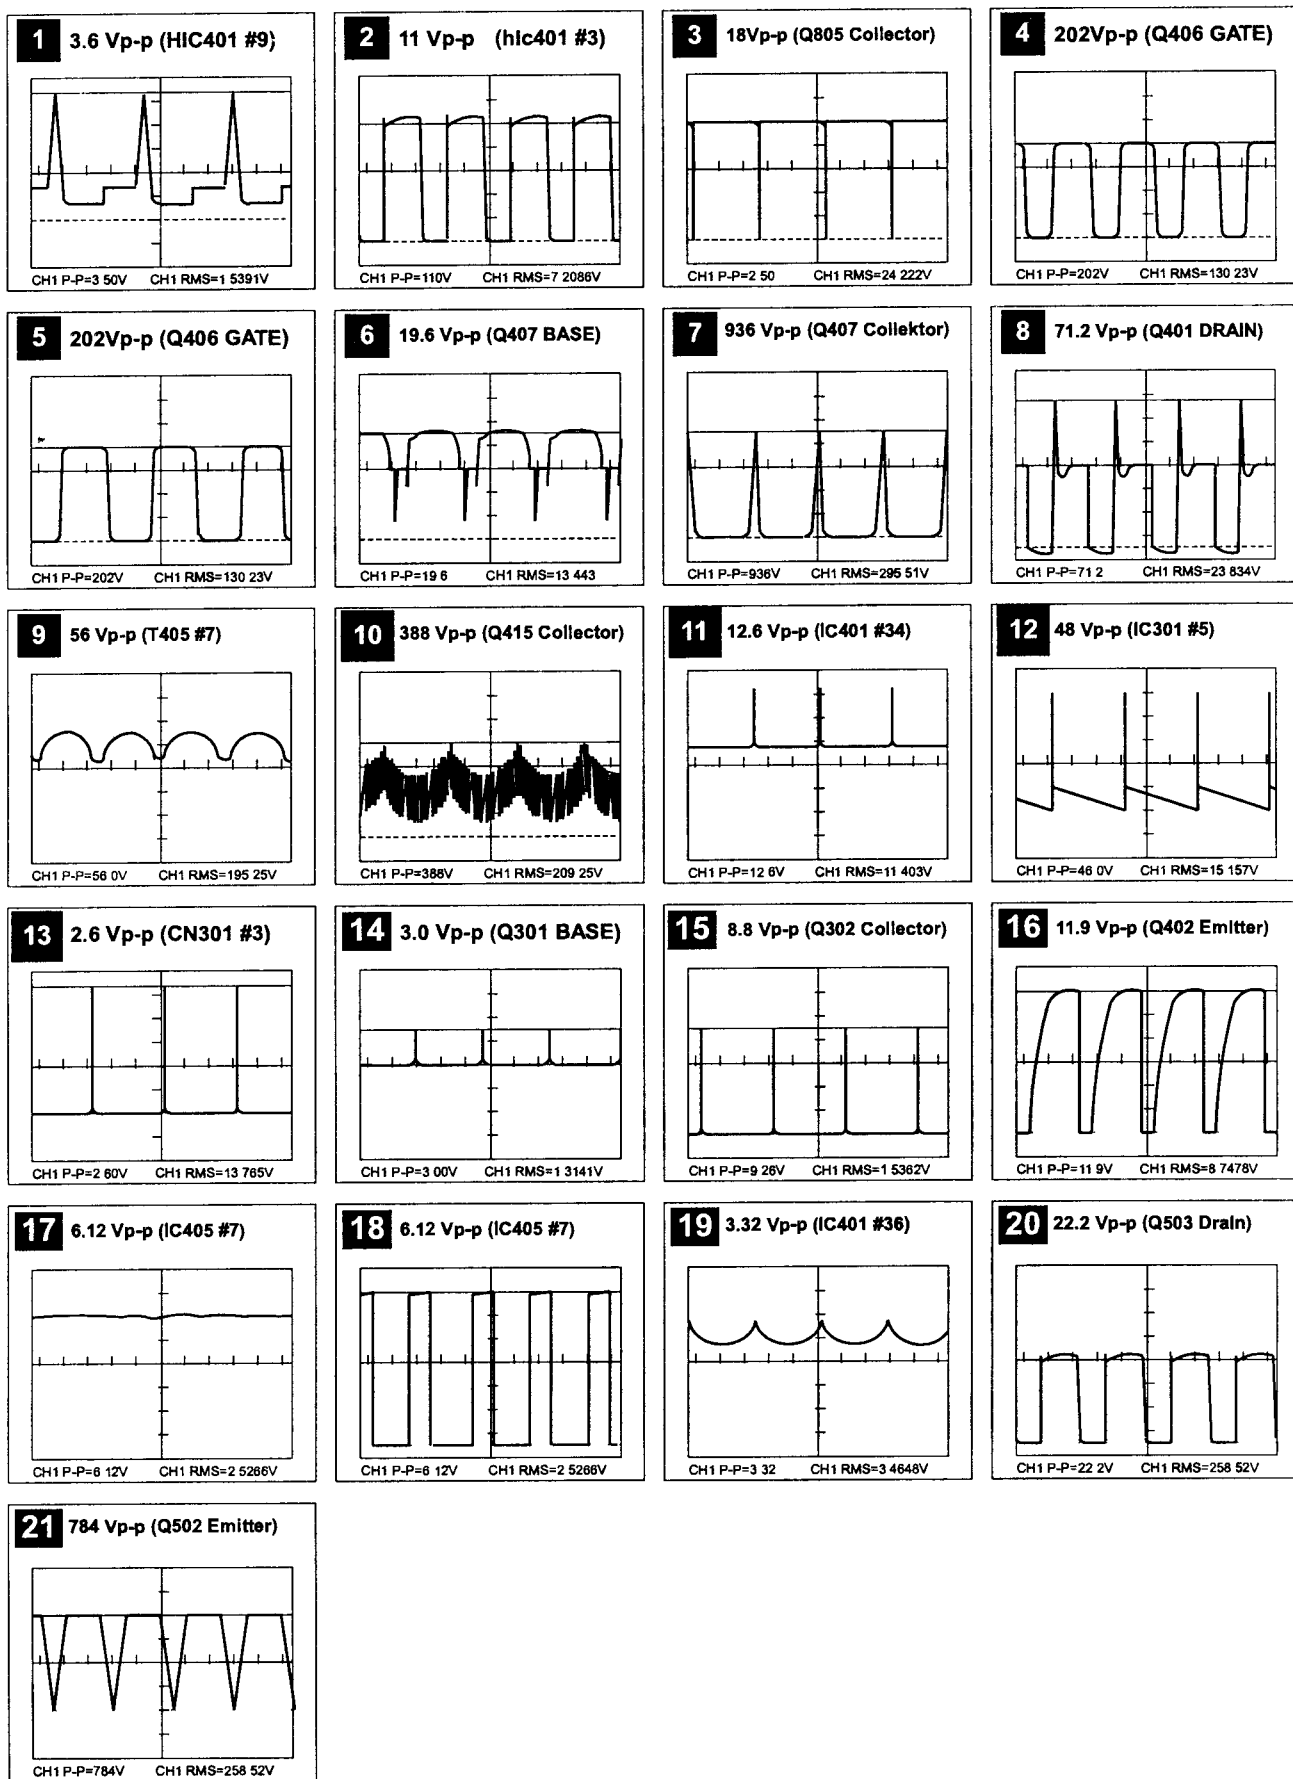 1 3.6 Vp-p (HIC401 #9)
CH1 P-P=3 50V CH1 RMS=1 5391V
2 11 Vp-p (hlc401 #3)
CH1 P-P=110V CH1 RMS=7 2086V
3 18Vp-p (Q805 Collector)
CH1 P-P=2 50 CH1 RMS=24 222V
4 202Vp-p (Q406 GATE)
CH1 P-P=202V CH1 RMS=130 23V
5 202Vp-p (Q406 GATE)
CH1 P-P=202V CH1 RMS=130 23V
6 19.6 Vp-p (Q407 BASE)
CH1 P-P=19 6 CH1 RMS=13 443
7 936 Vp-p (Q407 Collektor)
CH1 P-P=936V CH1 RMS=295 51V
8 71.2 Vp-p (Q401 DRAIN)
CH1 P-P=71 2 CH1 RMS=23 834V
9 56 Vp-p (T405 #7)
CH1 P-P=56 0V CH1 RMS=195 25V
10 388 Vp-p (Q415 Collector)
CH1 P-P=388V CH1 RMS=209 25V
11 12.6 Vp-p (IC401 #34)
CH1 P-P=12 6V CH1 RMS=11 403V
12 48 Vp-p (IC301 #5)
CH1 P-P=46 0V CH1 RMS=15 157V
13 2.6 Vp-p (CN301 #3)
CH1 P-P=2 60V CH1 RMS=13 765V
14 3.0 Vp-p (Q301 BASE)
CH1 P-P=3 00V CH1 RMS=1 3141V
15 8.8 Vp-p (Q302 Collector)
CH1 P-P=9 26V CH1 RMS=1 5362V
16 11.9 Vp-p (Q402 Emitter)
CH1 P-P=11 9V CH1 RMS=8 7478V
17 6.12 Vp-p (IC405 #7)
CH1 P-P=6 12V CH1 RMS=2 5266V
18 6.12 Vp-p (IC405 #7)
CH1 P-P=6 12V CH1 RMS=2 5266V
19 3.32 Vp-p (IC401 #36)
CH1 P-P=3 32 CH1 RMS=3 4648V
20 22.2 Vp-p (Q503 Drain)
CH1 P-P=22 2V CH1 RMS=258 52V
21 784 Vp-p (Q502 Emitter)
CH1 P-P=784V CH1 RMS=258 52V